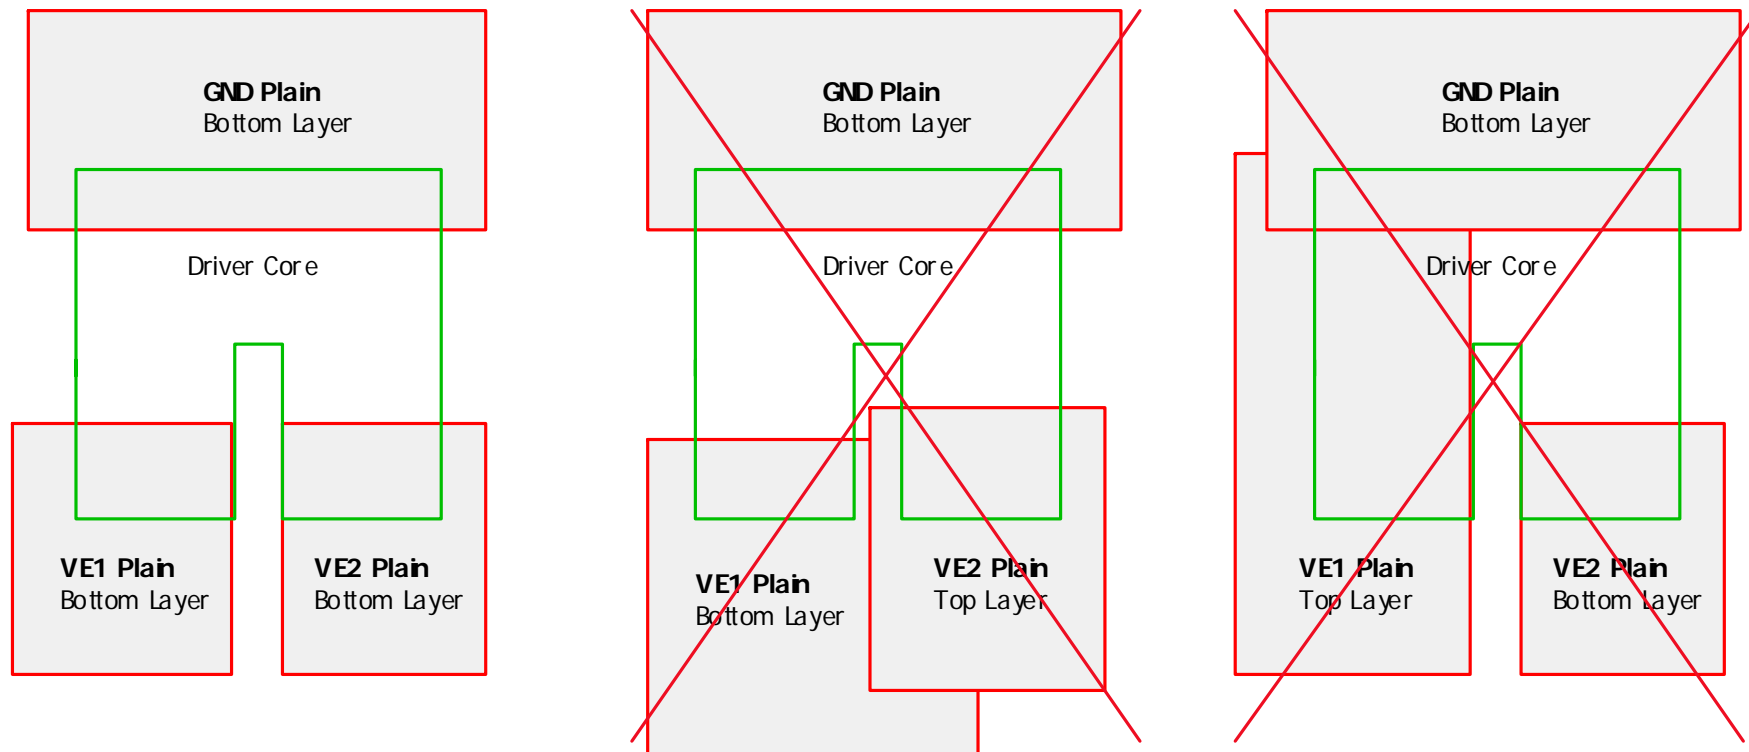 GND Plain
Bottom Layer
Driver Core
VE1 Plain
Bottom Layer
VE2 Plain
Bottom Layer
GND Plain
Bottom Layer
Driver Core
VE1 Plain
Bottom Layer
VE2 Plain
Top Layer
GND Plain
Bottom Layer
Driver Core
VE1 Plain
Top Layer
VE2 Plain
Bottom Layer